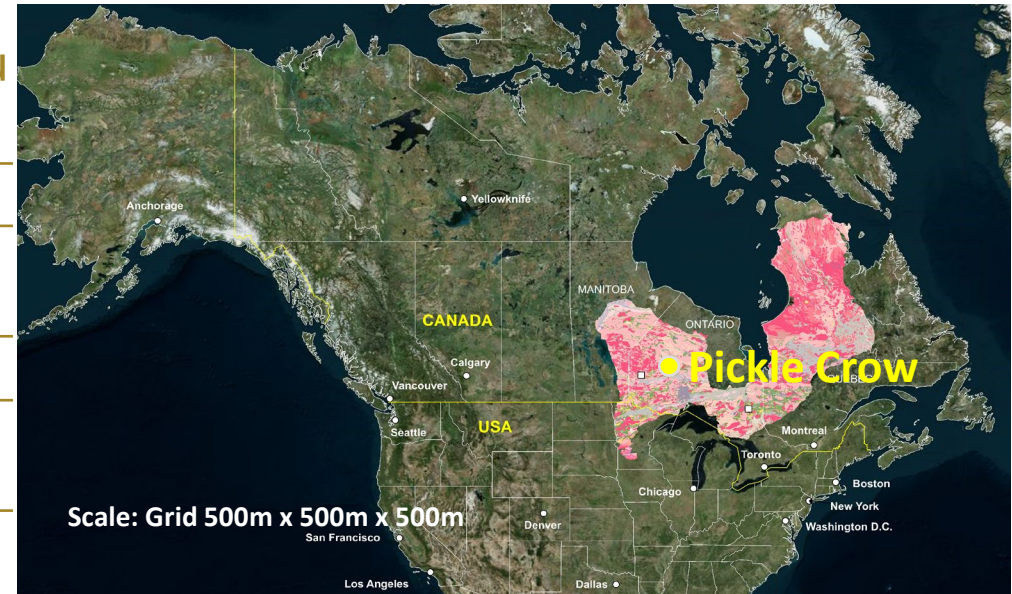 Anchorage
Yellowknife
MANITOBA
ONTARIO
CANADA
Pickle Crow
Calgary
Vancouver
Seattle
USA
Montreal
Toronto
Chicago
Boston
New York
Washington D.C.
Scale: Grid 500m x 500m x 500m
Denver
San Francisco
Los Angeles
Dallas